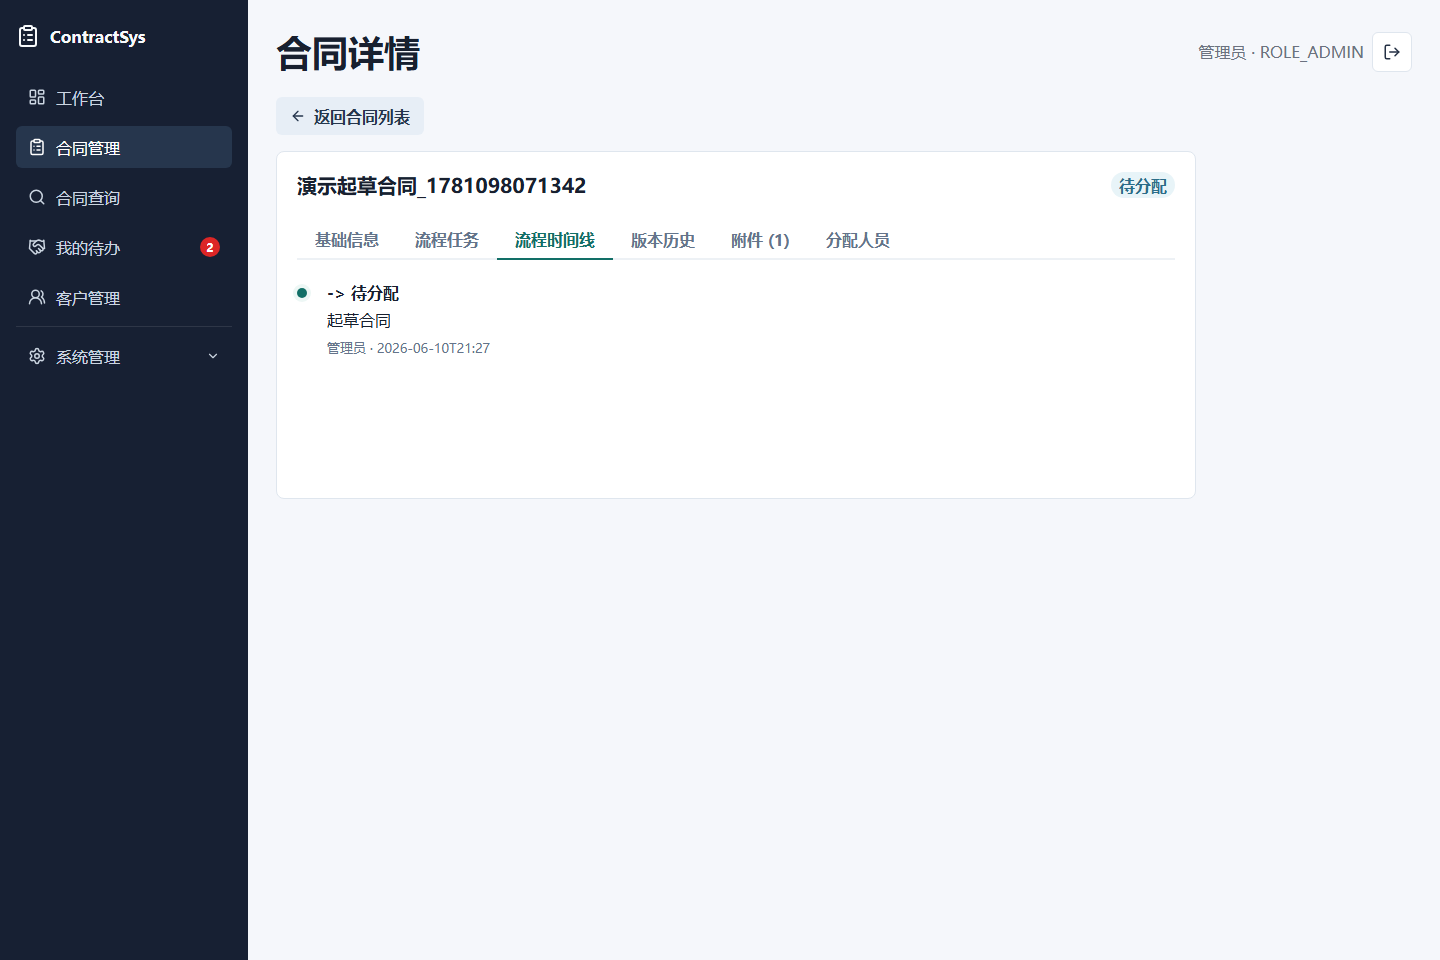 ContractSys
工作台
合同管理
合同查询
我的待办 2
客户管理
系统管理
合同详情
管理员 · ROLE_ADMIN
返回合同列表
演示起草合同_1781098071342
待分配
基础信息 流程任务 流程时间线 版本历史 附件 (1) 分配人员
-> 待分配
起草合同
管理员 · 2026-06-10T21:27